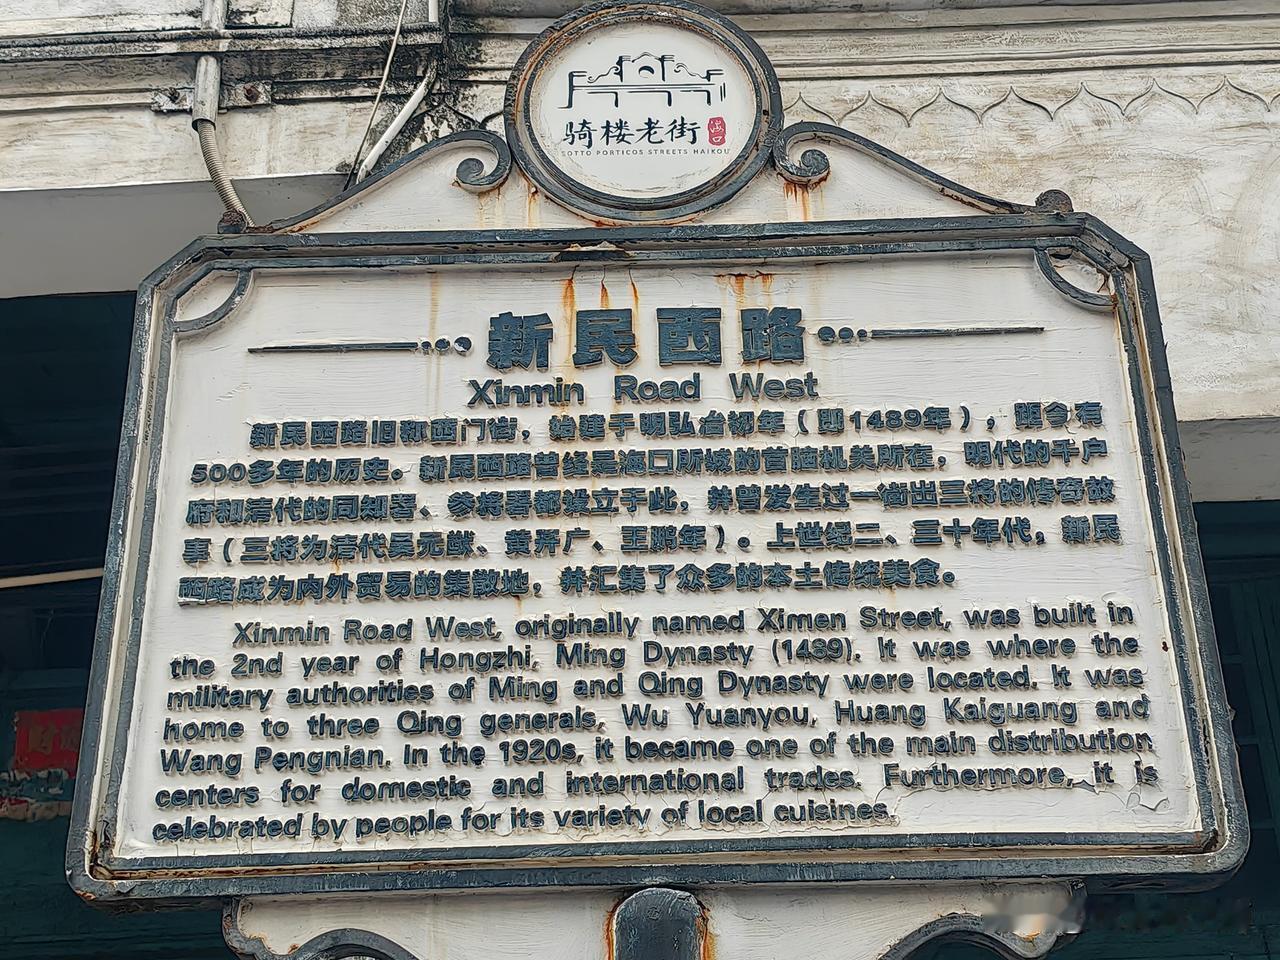 骑楼老街
海口
SOTTO PORTICOS STREETS HAIKOU
新民西路
Xinmin Road West
新民西路旧称西门街，始建于明弘治初年（即1489年），距今有
500多年的历史。新民西路曾经是海口所城的首脑机关所在，明代的千户
府和清代的同知署、参将署都设立于此，并曾发生过一街出三将的传奇故
事（三将为清代吴元猷、黄开广、王鹏年）。上世纪二、三十年代，新民
西路成为内外贸易的集散地，并汇集了众多的本土传统美食。
Xinmin Road West, originally named Ximen Street, was built in
the 2nd year of Hongzhi, Ming Dynasty (1489). It was where the
military authorities of Ming and Qing Dynasty were located. It was
home to three Qing generals, Wu Yuanyou, Huang Kaiguang and
Wang Pengnian. In the 1920s, it became one of the main distribution
centers for domestic and international trades. Furthermore, it is
celebrated by people for its variety of local cuisines.